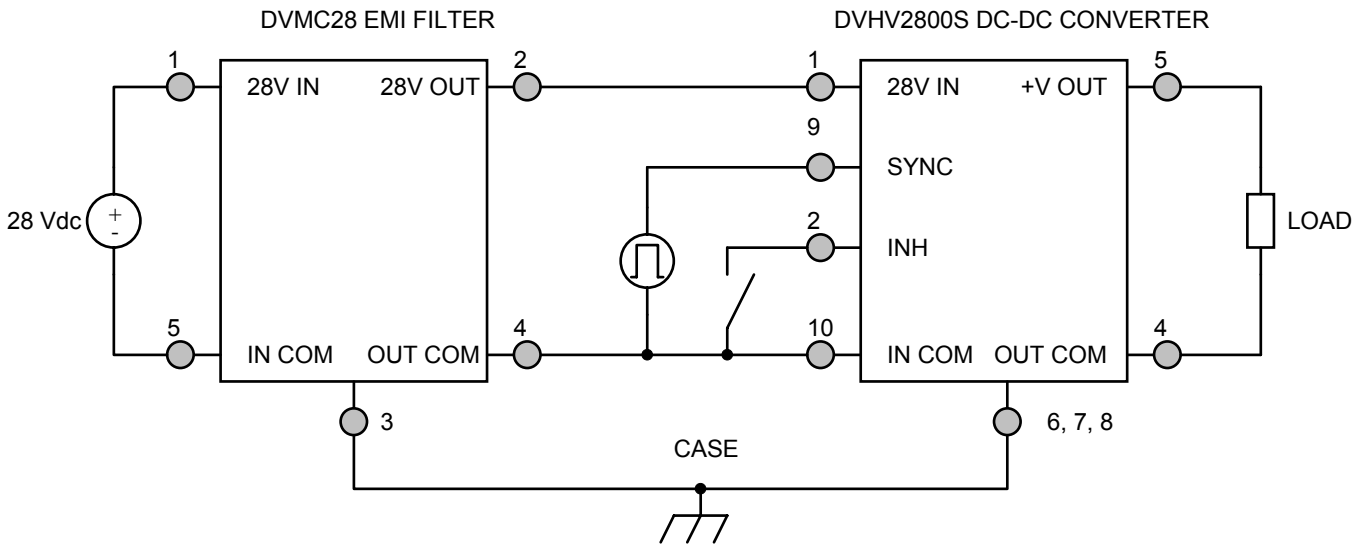 DVMC28 EMI FILTER
DVHV2800S DC-DC CONVERTER
1
2
1
5
28V IN
28V OUT
28V IN
+V OUT
9
SYNC
28 Vdc
+
-
2
INH
LOAD
5
4
10
4
IN COM
OUT COM
IN COM
OUT COM
3
6, 7, 8
CASE